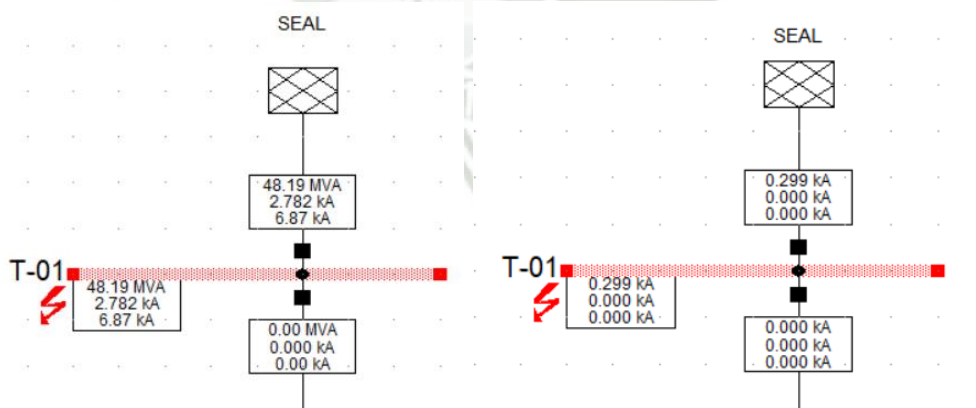 SEAL
48.19 MVA
2.782 kA
6.87 kA
T-01
48.19 MVA
2.782 kA
6.87 kA
0.00 MVA
0.000 kA
0.00 kA
SEAL
0.299 kA
0.000 kA
0.000 kA
T-01
0.299 kA
0.000 kA
0.000 kA
0.000 kA
0.000 kA
0.000 kA